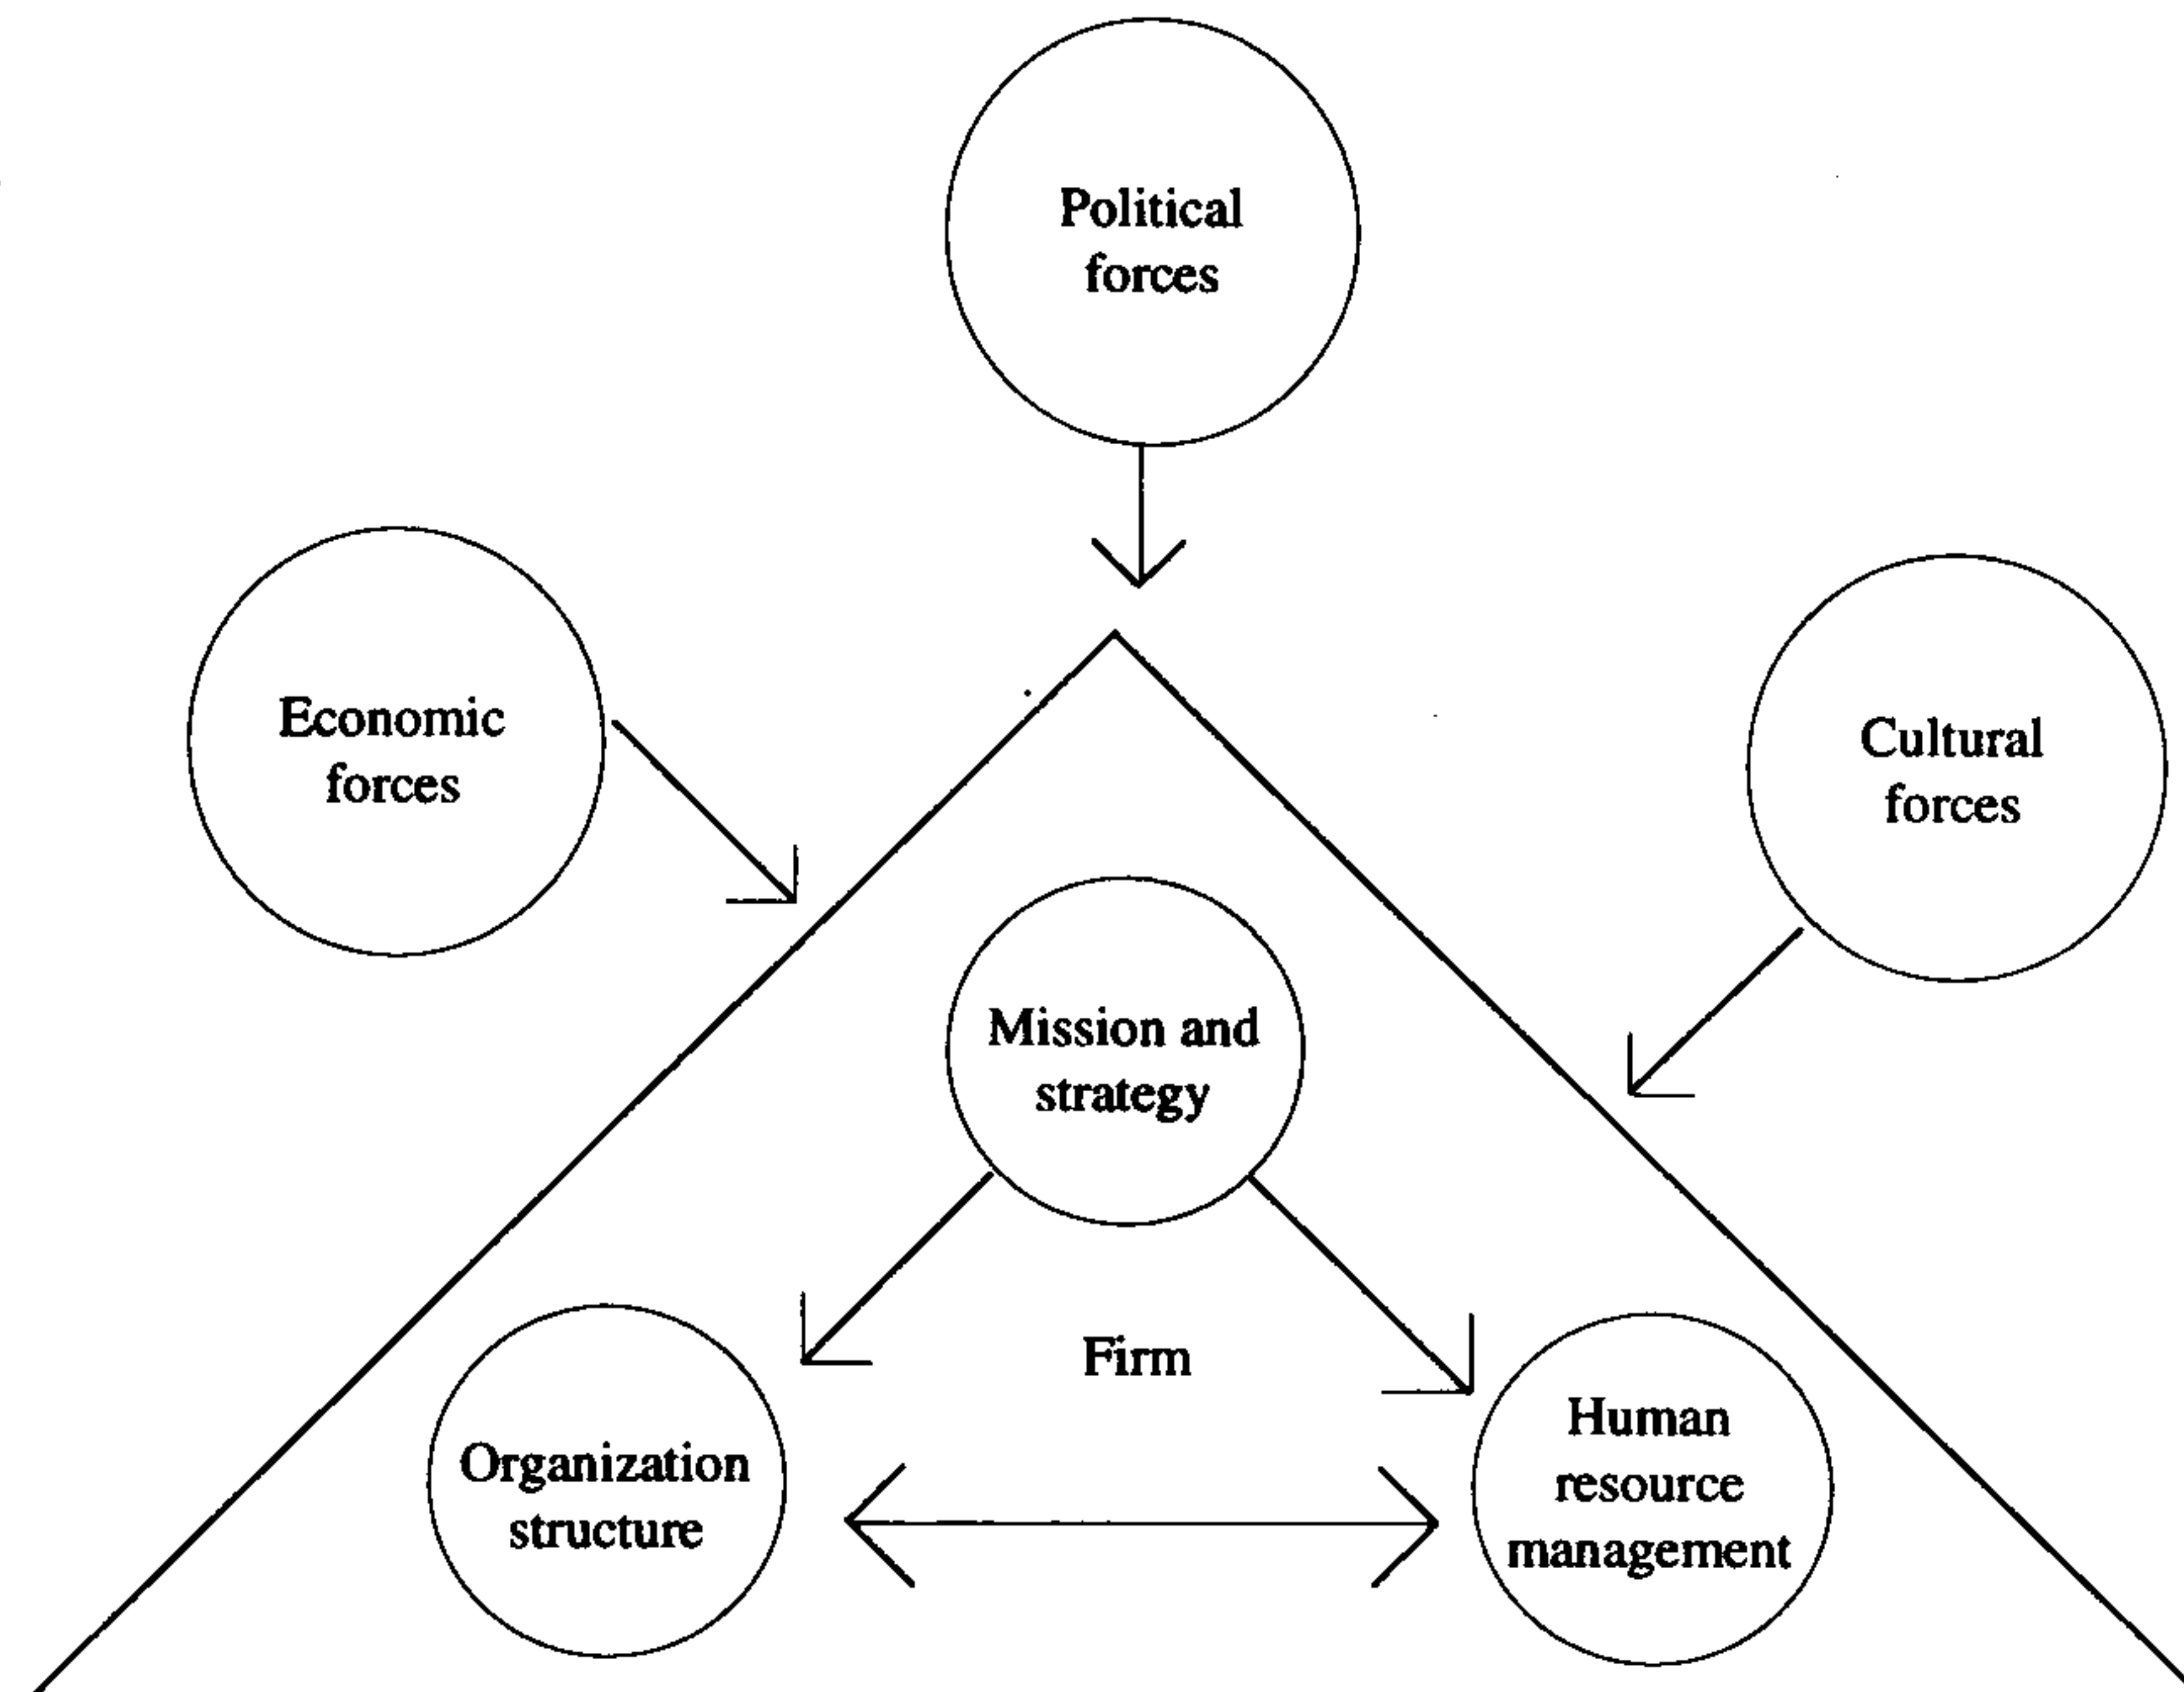 Political
forces
Economic
forces
Cultural
forces
Mission and
strategy
Firm
Organization
structure
Human
resource
management